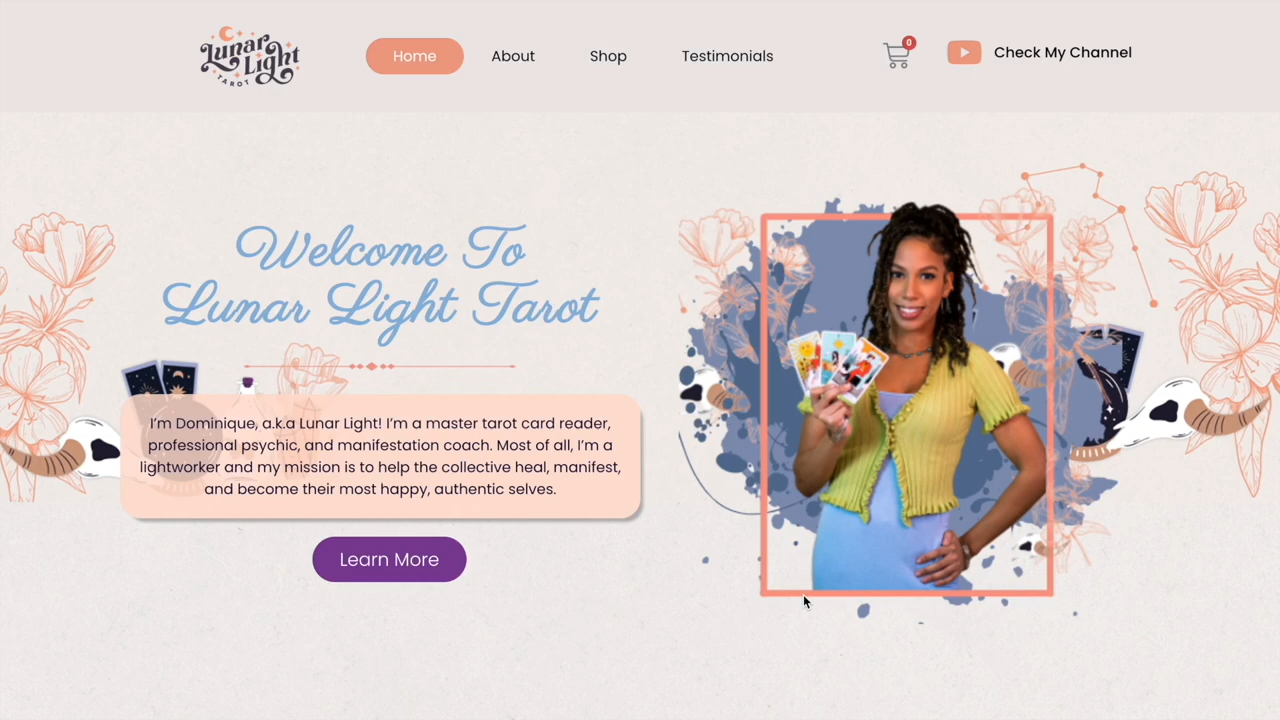 Lunar
Light
TAROT
Home
About
Shop
Testimonials
0
Check My Channel
Welcome To
Lunar Light Tarot
I’m Dominique, a.k.a Lunar Light! I’m a master tarot card reader,
professional psychic, and manifestation coach. Most of all, I’m a
lightworker and my mission is to help the collective heal, manifest,
and become their most happy, authentic selves.
Learn More